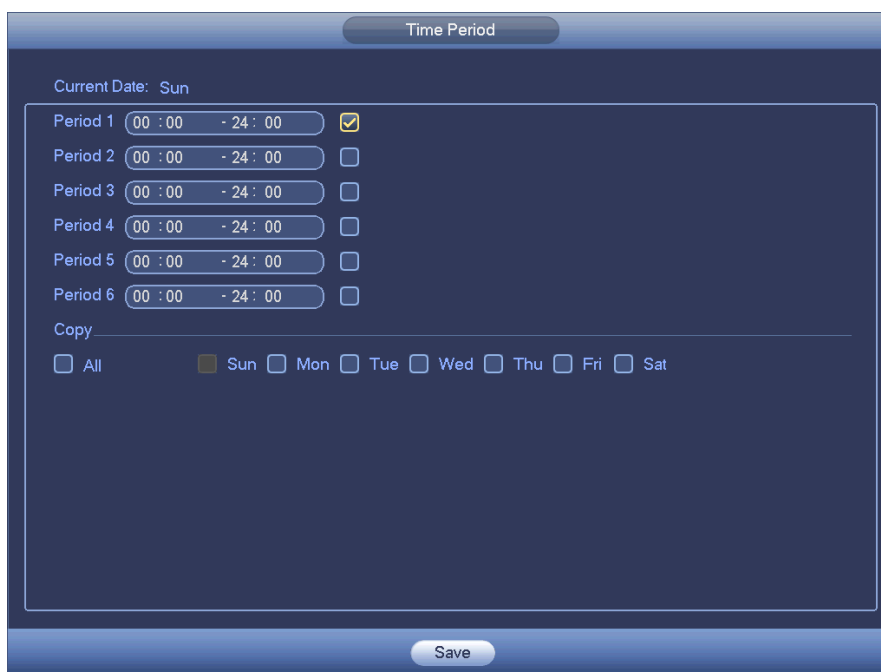 Time Period
Current Date: Sun
Period 1 00 :00 - 24: 00
Period 2 00 :00 - 24: 00
Period 3 00 :00 - 24: 00
Period 4 00 :00 - 24: 00
Period 5 00 :00 - 24: 00
Period 6 00 :00 - 24: 00
Copy
All Sun Mon Tue Wed Thu Fri Sat
Save